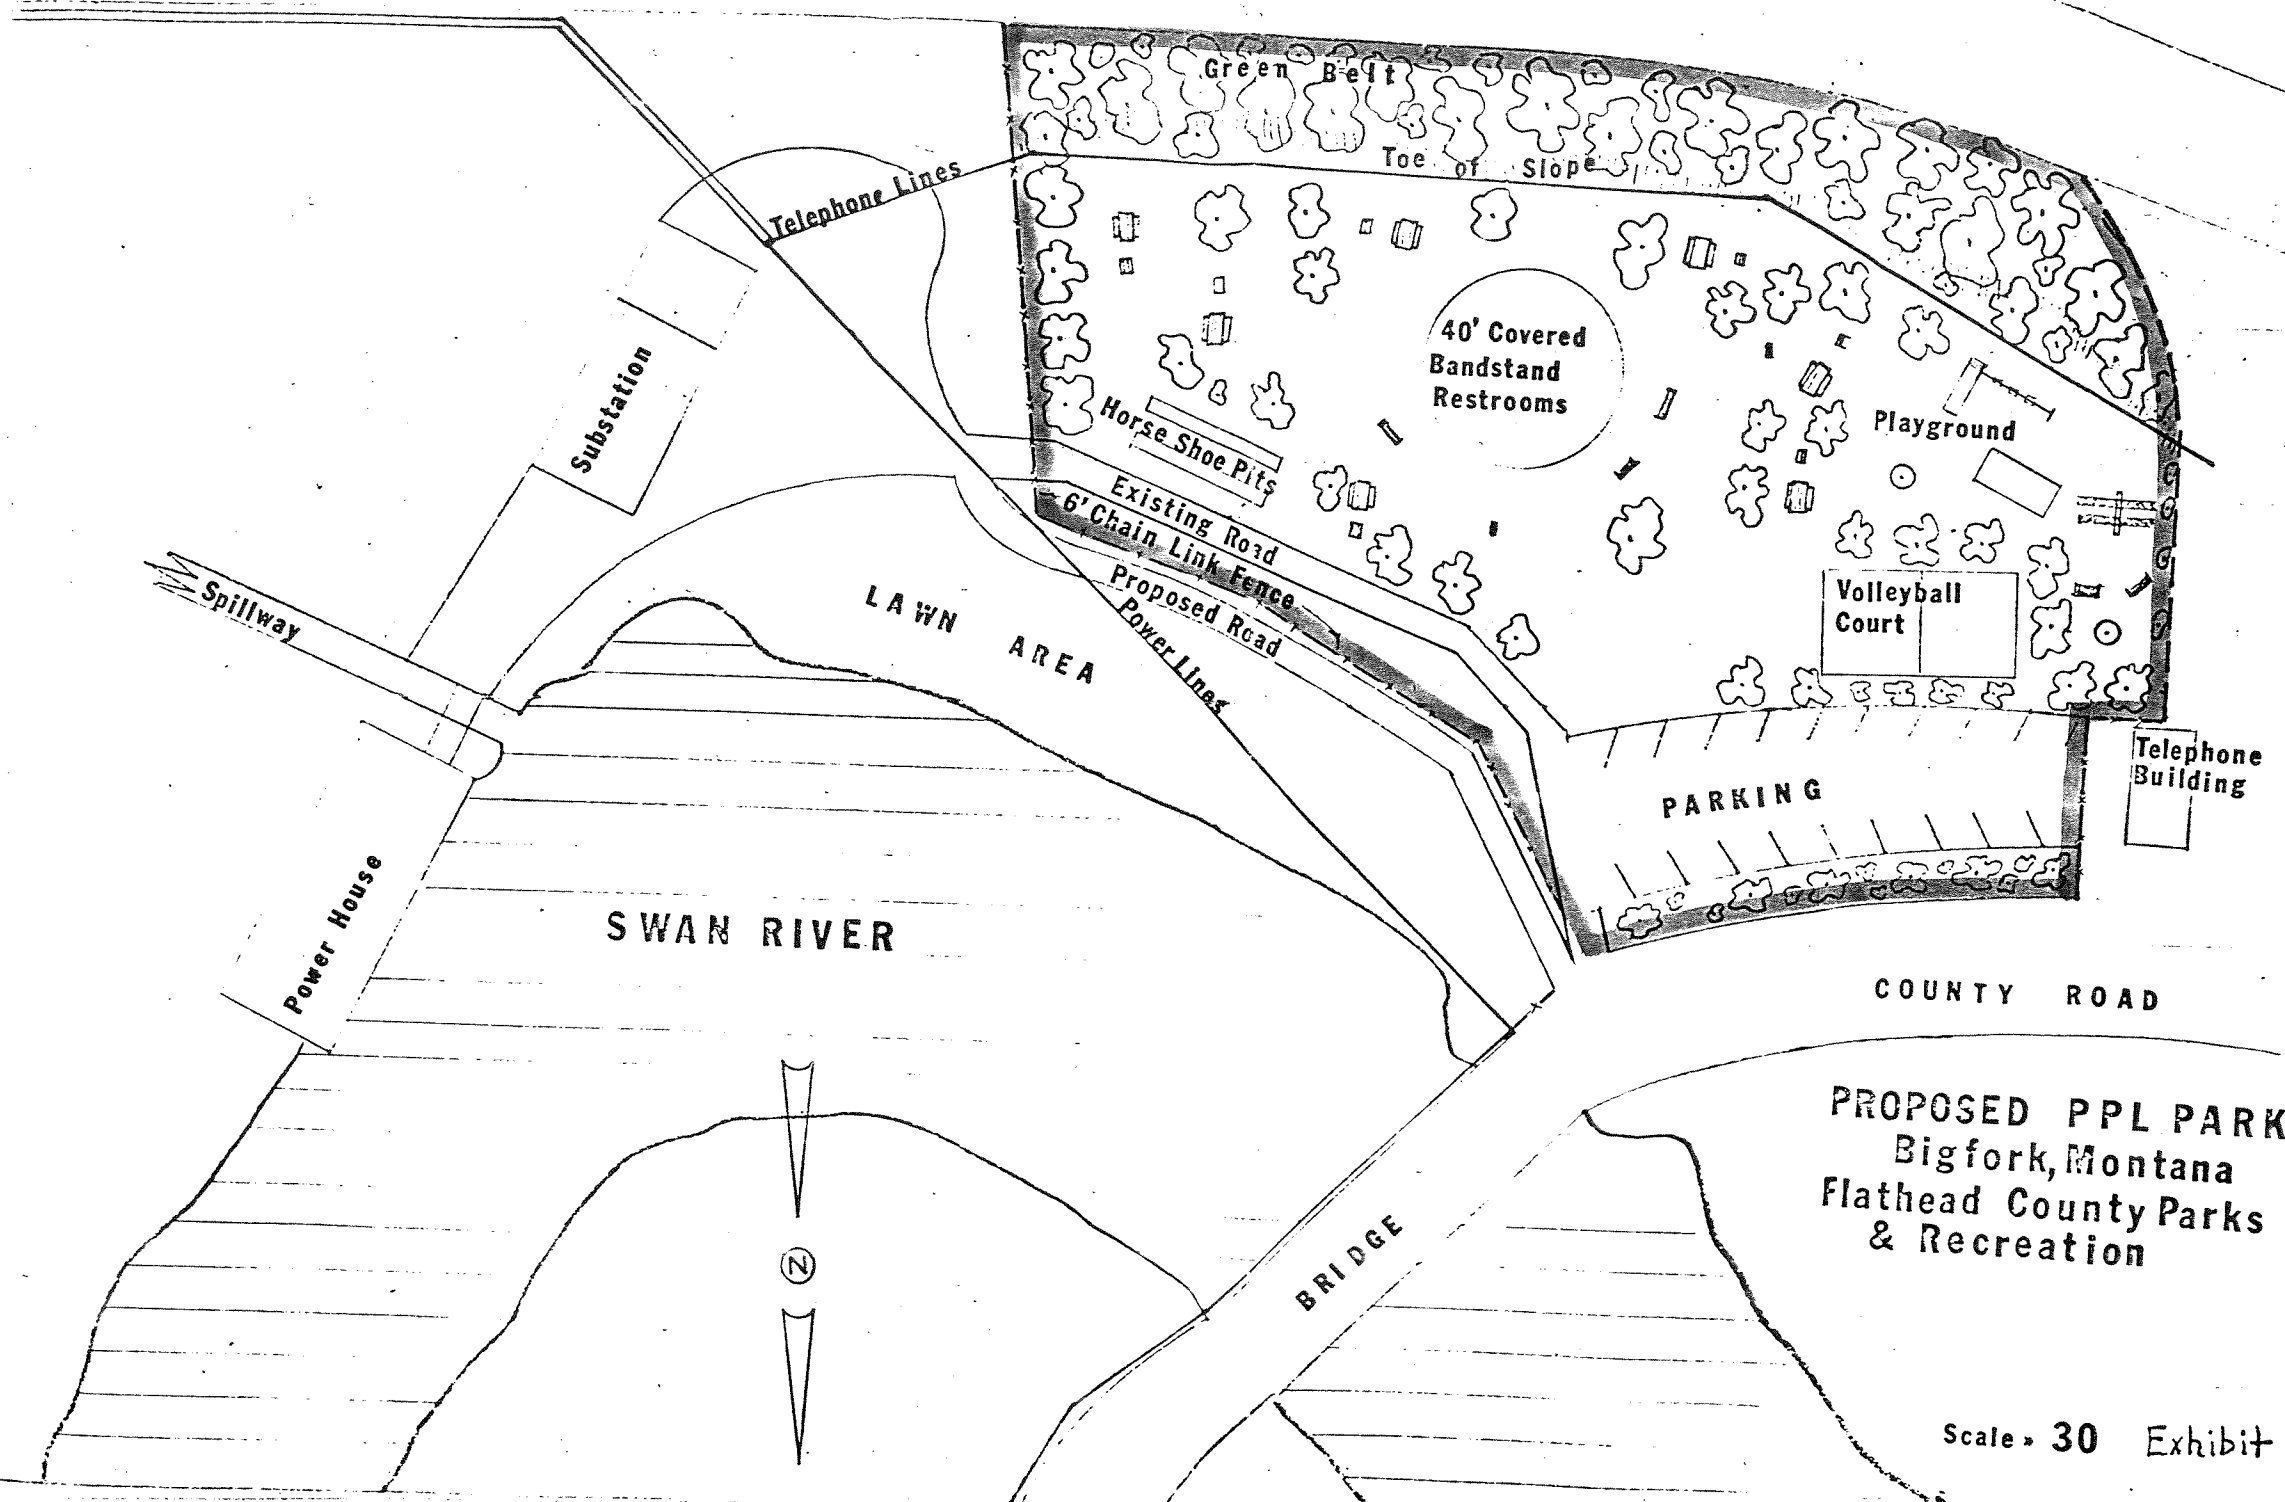 Green Belt
Toe of Slope
Telephone Lines
40' Covered
Bandstand
Restrooms
Substation
Horse Shoe Pits
Playground
Existing Road
6' Chain Link Fence
Proposed Road
Power Lines
Spillway
LAWN AREA
Volleyball
Court
Telephone
Building
PARKING
Power House
SWAN RIVER
COUNTY ROAD
PROPOSED PPL PARK
Bigfork, Montana
Flathead County Parks
& Recreation
BRIDGE
N
Scale = 30 Exhibit